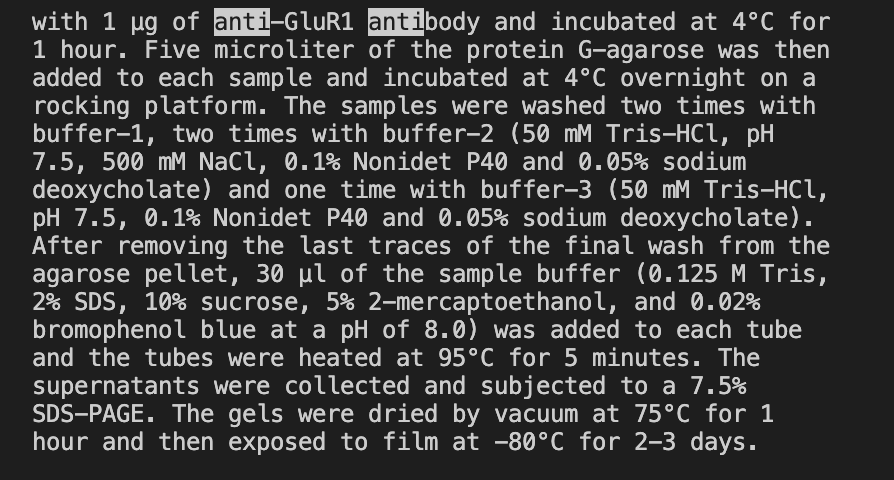 with 1 µg of anti-GluR1 antibody and incubated at 4°C for
1 hour. Five microliter of the protein G-agarose was then
added to each sample and incubated at 4°C overnight on a
rocking platform. The samples were washed two times with
buffer-1, two times with buffer-2 (50 mM Tris-HCl, pH
7.5, 500 mM NaCl, 0.1% Nonidet P40 and 0.05% sodium
deoxycholate) and one time with buffer-3 (50 mM Tris-HCl,
pH 7.5, 0.1% Nonidet P40 and 0.05% sodium deoxycholate).
After removing the last traces of the final wash from the
agarose pellet, 30 µl of the sample buffer (0.125 M Tris,
2% SDS, 10% sucrose, 5% 2-mercaptoethanol, and 0.02%
bromophenol blue at a pH of 8.0) was added to each tube
and the tubes were heated at 95°C for 5 minutes. The
supernatants were collected and subjected to a 7.5%
SDS-PAGE. The gels were dried by vacuum at 75°C for 1
hour and then exposed to film at -80°C for 2-3 days.